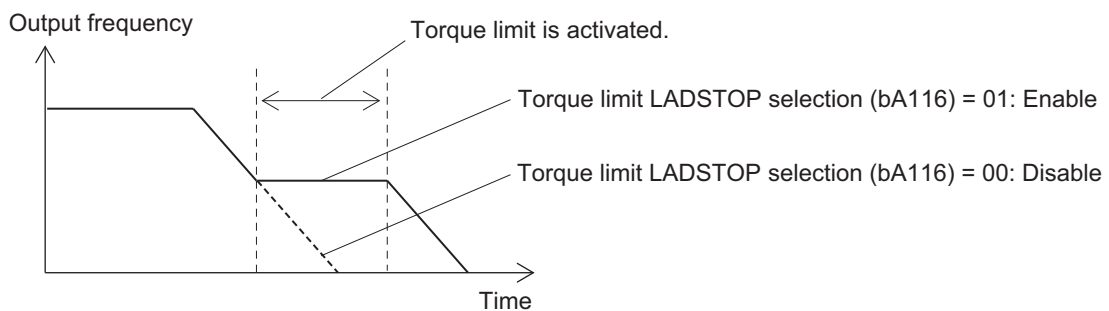 Output frequency
Torque limit is activated.
Torque limit LADSTOP selection (bA116) = 01: Enable
Torque limit LADSTOP selection (bA116) = 00: Disable
Time